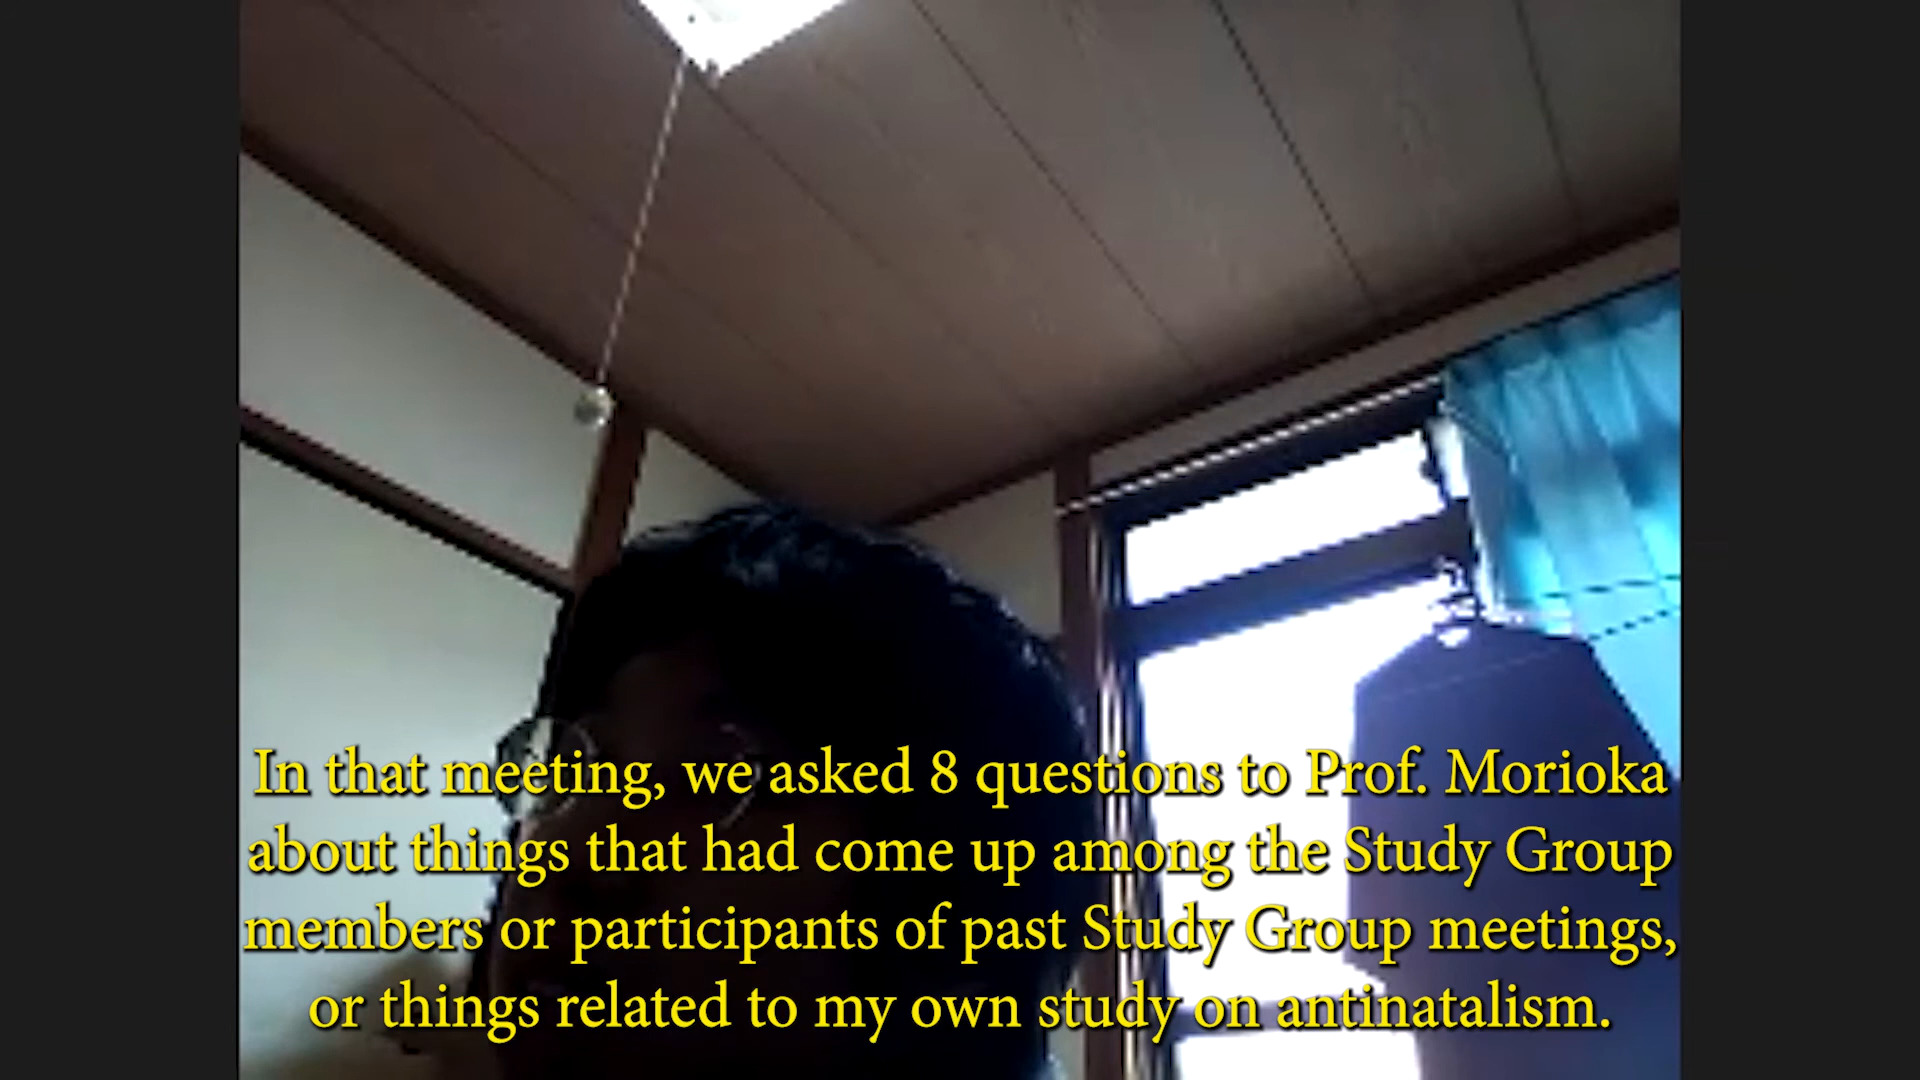 In that meeting, we asked 8 questions to Prof. Morioka
about things that had come up among the Study Group
members or participants of past Study Group meetings,
or things related to my own study on antinatalism.